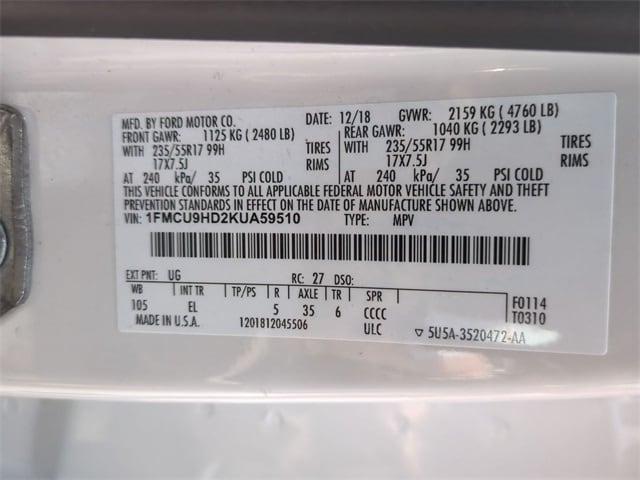 MFD. BY FORD MOTOR CO. DATE: 12/18 GVWR: 2159 KG ( 4760 LB)
FRONT GAWR: 1125 KG ( 2480 LB) REAR GAWR: 1040 KG ( 2293 LB)
WITH 235/55R17 99H TIRES WITH 235/55R17 99H TIRES
17X7.5J RIMS 17X7.5J RIMS
AT 240 kPa/ 35 PSI COLD AT 240 kPa/ 35 PSI COLD
THIS VEHICLE CONFORMS TO ALL APPLICABLE FEDERAL MOTOR VEHICLE SAFETY AND THEFT
PREVENTION STANDARDS IN EFFECT ON THE DATE OF MANUFACTURE SHOWN ABOVE.
VIN: 1FMCU9HD2KUA59510 TYPE: MPV
EXT PNT: UG RC: 27 DSO:
WB INT TR TP/PS R AXLE TR SPR F0114
105 EL 5 35 6 CCCC T0310
MADE IN U.S.A. 1201812045506 ULC ▽ 5U5A-3520472-AA